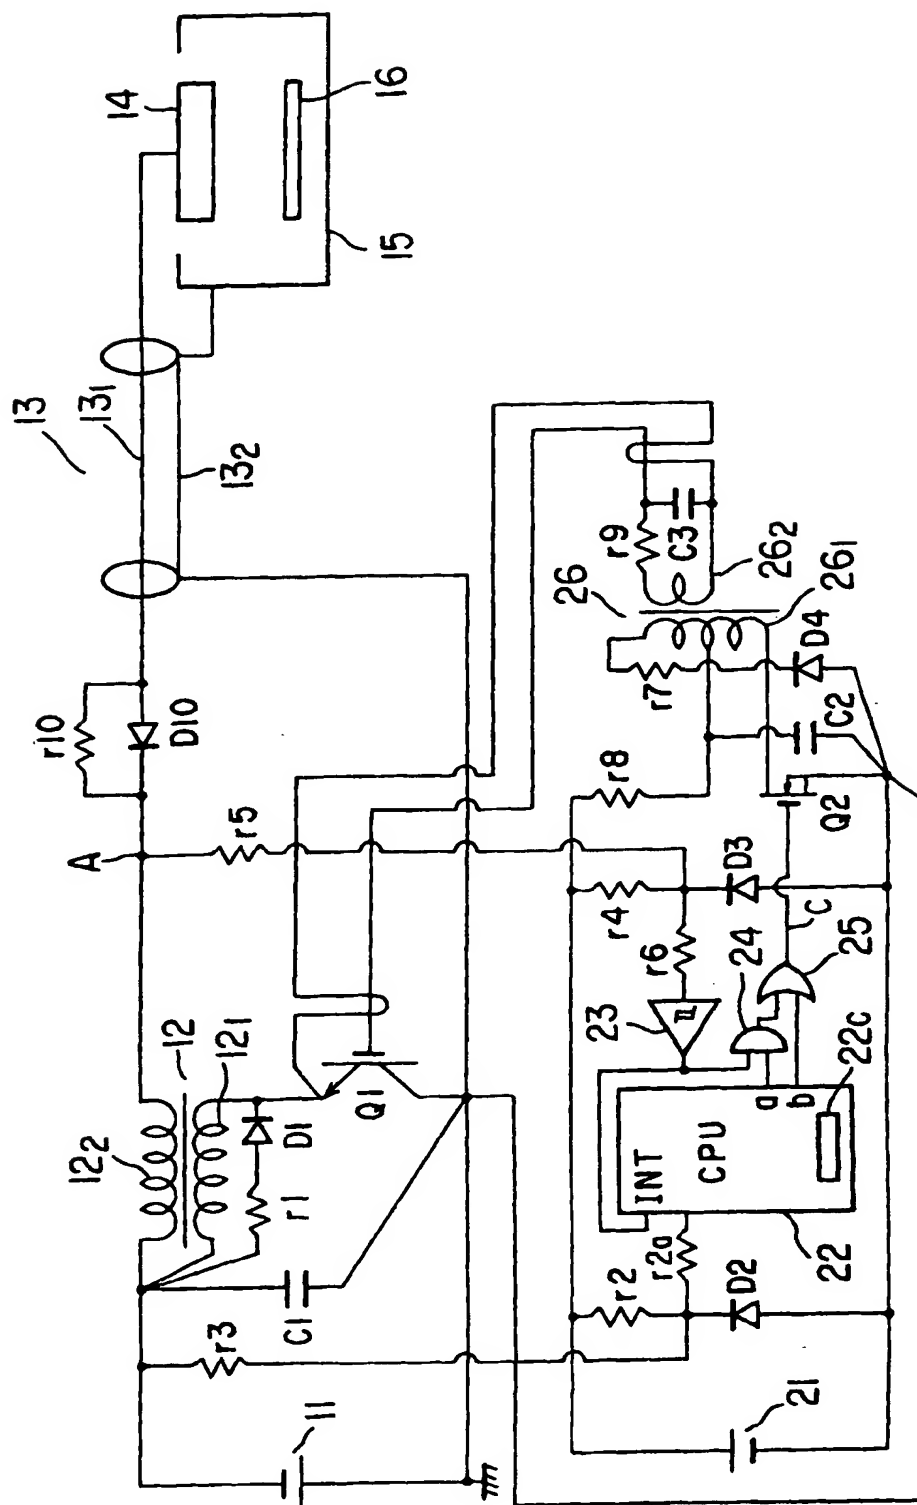 11
C1
r3
12₂
12
12₁
D1
r1
Q1
A
r5
r10
D10
13
13₁
13₂
14
15
16
21
r2
D2
r2a
22
INT
CPU
a
b
22c
23
r4
r6
D3
24
25
C
r8
Q2
C2
r7
D4
26
26₁
26₂
r9
C3